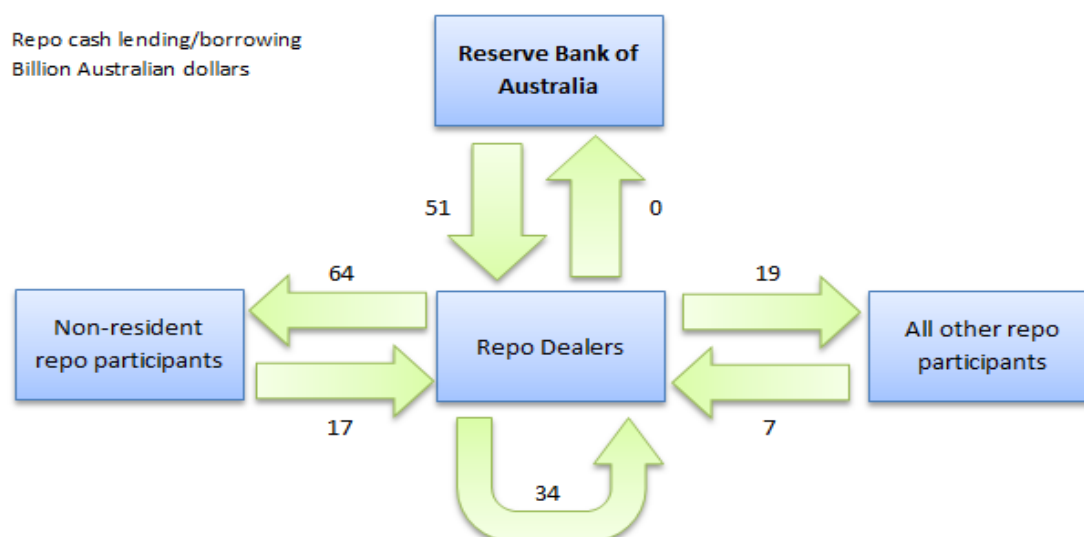 Repo cash lending/borrowing
Billion Australian dollars
Reserve Bank of
Australia
51
0
64
19
Non-resident
repo participants
Repo Dealers
All other repo
participants
17
7
34